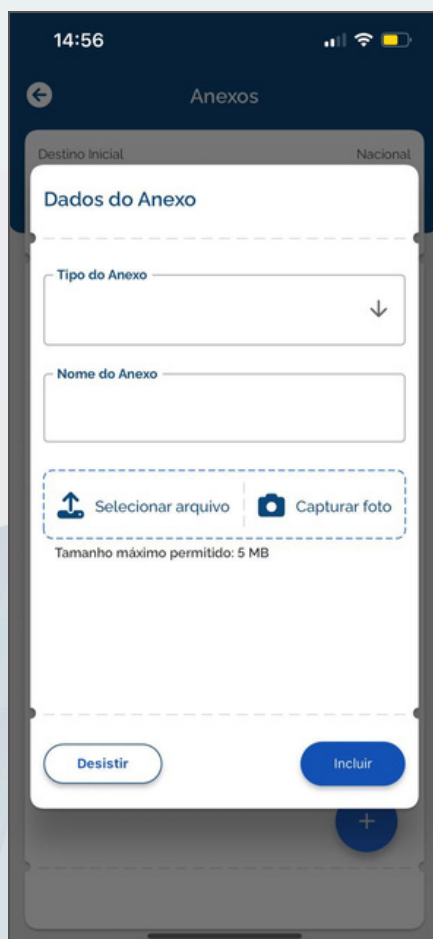 14:56
Anexos
Destino Inicial Nacional
Dados do Anexo
Tipo do Anexo
Nome do Anexo
Selecionar arquivo Capturar foto
Tamanho máximo permitido: 5 MB
Desistir Incluir
+